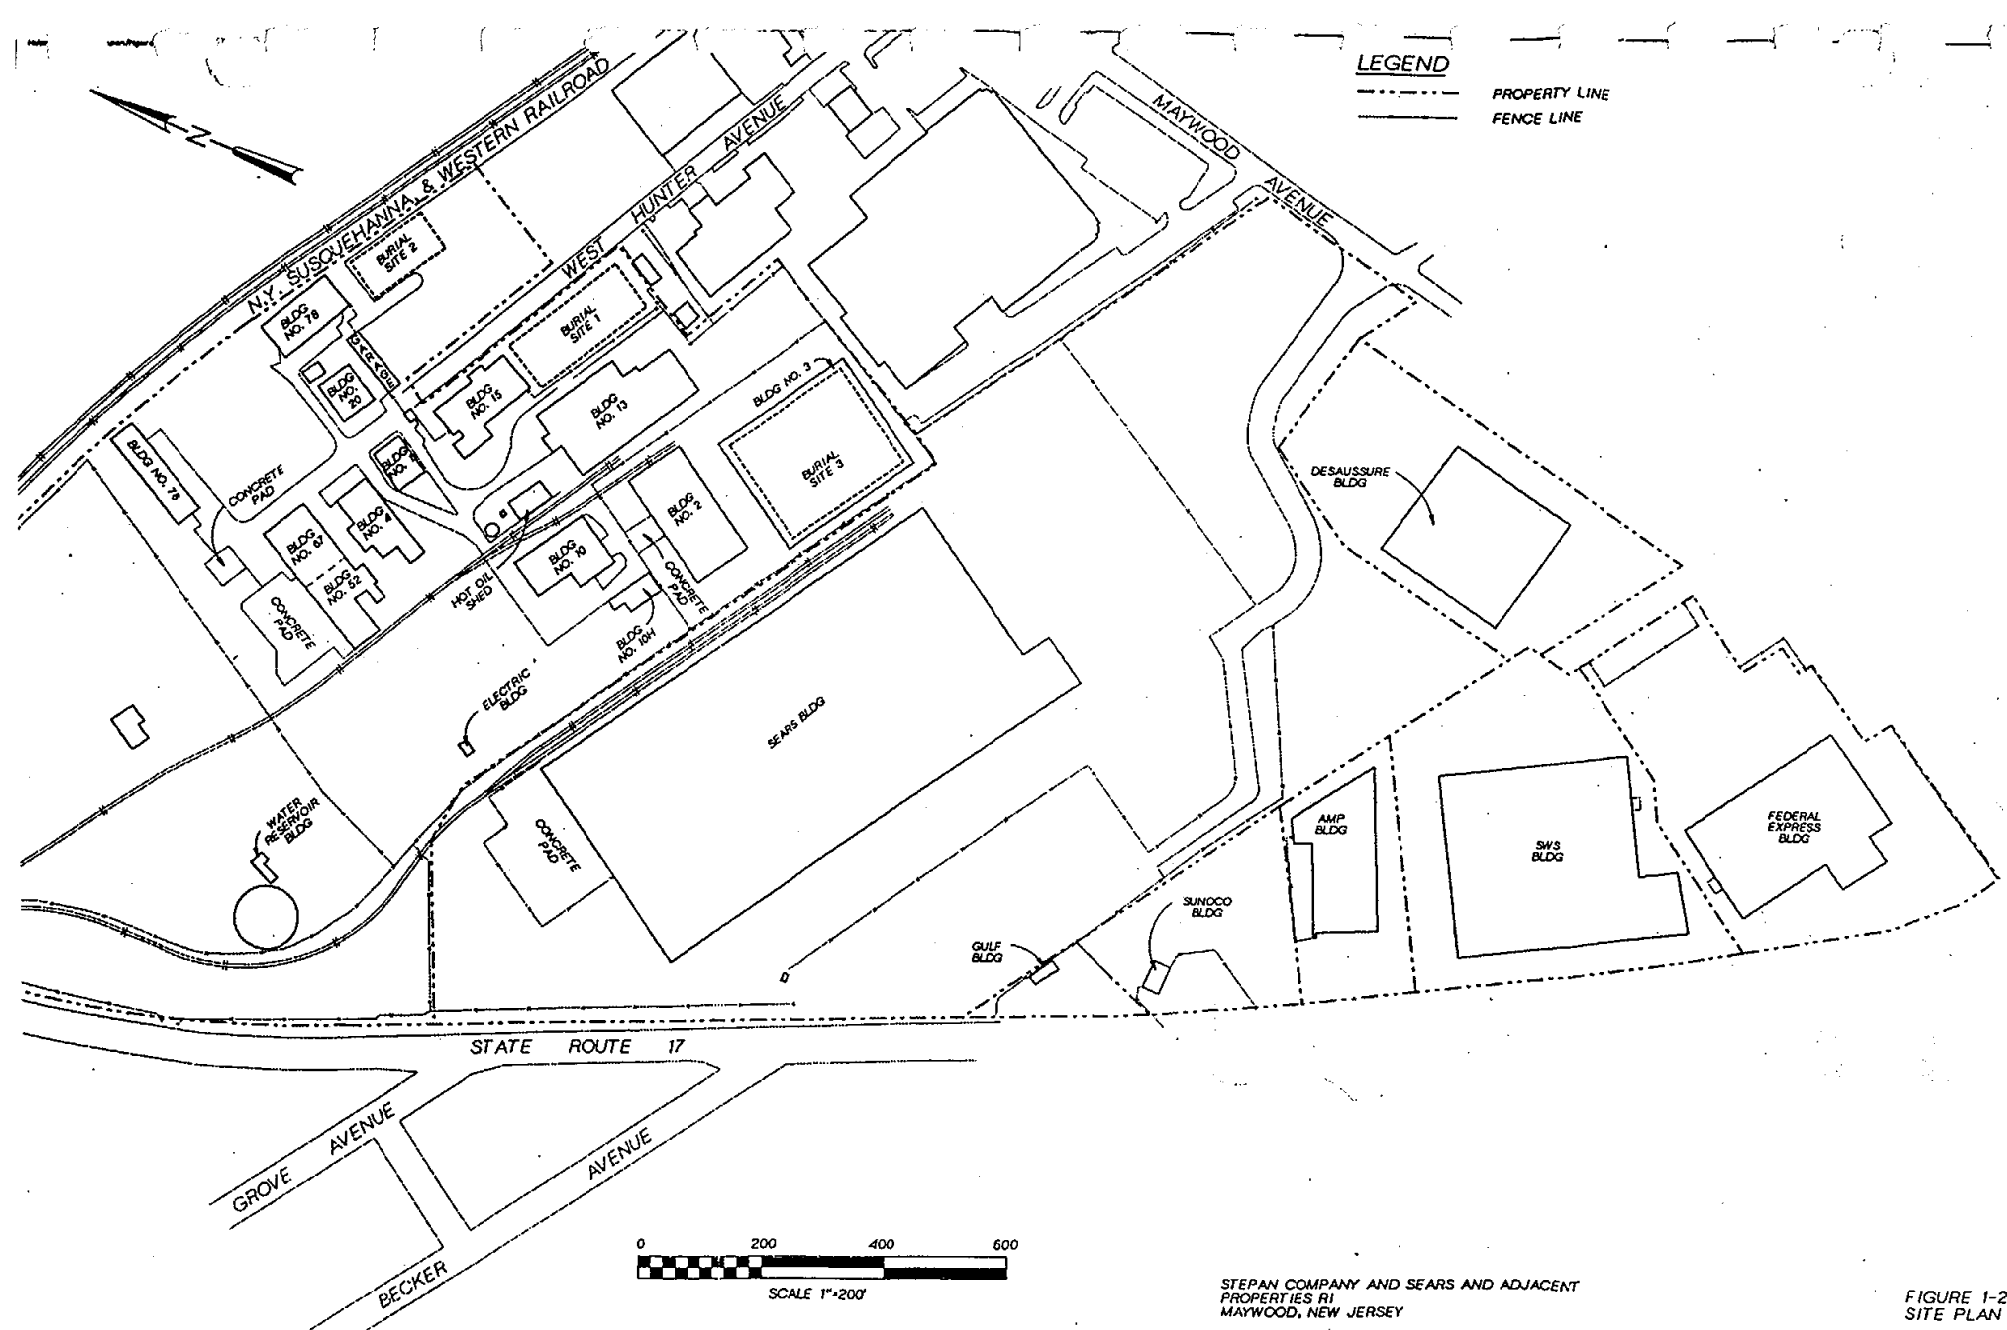 LEGEND
PROPERTY LINE
FENCE LINE
N
N.Y. SUSQUEHANNA & WESTERN RAILROAD
WEST HUNTER AVENUE
MAYWOOD AVENUE
BURIAL
SITE 2
BLDG
NO. 78
GARAGE
BURIAL
SITE 1
BLDG
NO.
20
BLDG
NO. 15
BLDG
NO. 13
BLDG NO. 3
BURIAL
SITE 3
BLDG NO. 76
CONCRETE
PAD
BLDG
BLDG
NO. 4
BLDG
NO. 67
BLDG
NO. 52
CONCRETE
PAD
HOT OIL
SHED
BLDG
NO. 10
BLDG
NO. 2
CONCRETE
PAD
BLDG
NO. 10H
ELECTRIC
BLDG
DESAUSSURE
BLDG
SEARS BLDG
WATER
RESERVOIR
BLDG
CONCRETE
PAD
AMP
BLDG
SWS
BLDG
FEDERAL
EXPRESS
BLDG
SUNOCO
BLDG
GULF
BLDG
STATE ROUTE 17
GROVE AVENUE
BECKER AVENUE
0 200 400 600
SCALE 1"=200'
STEPAN COMPANY AND SEARS AND ADJACENT
PROPERTIES RI
MAYWOOD, NEW JERSEY
FIGURE 1-2
SITE PLAN